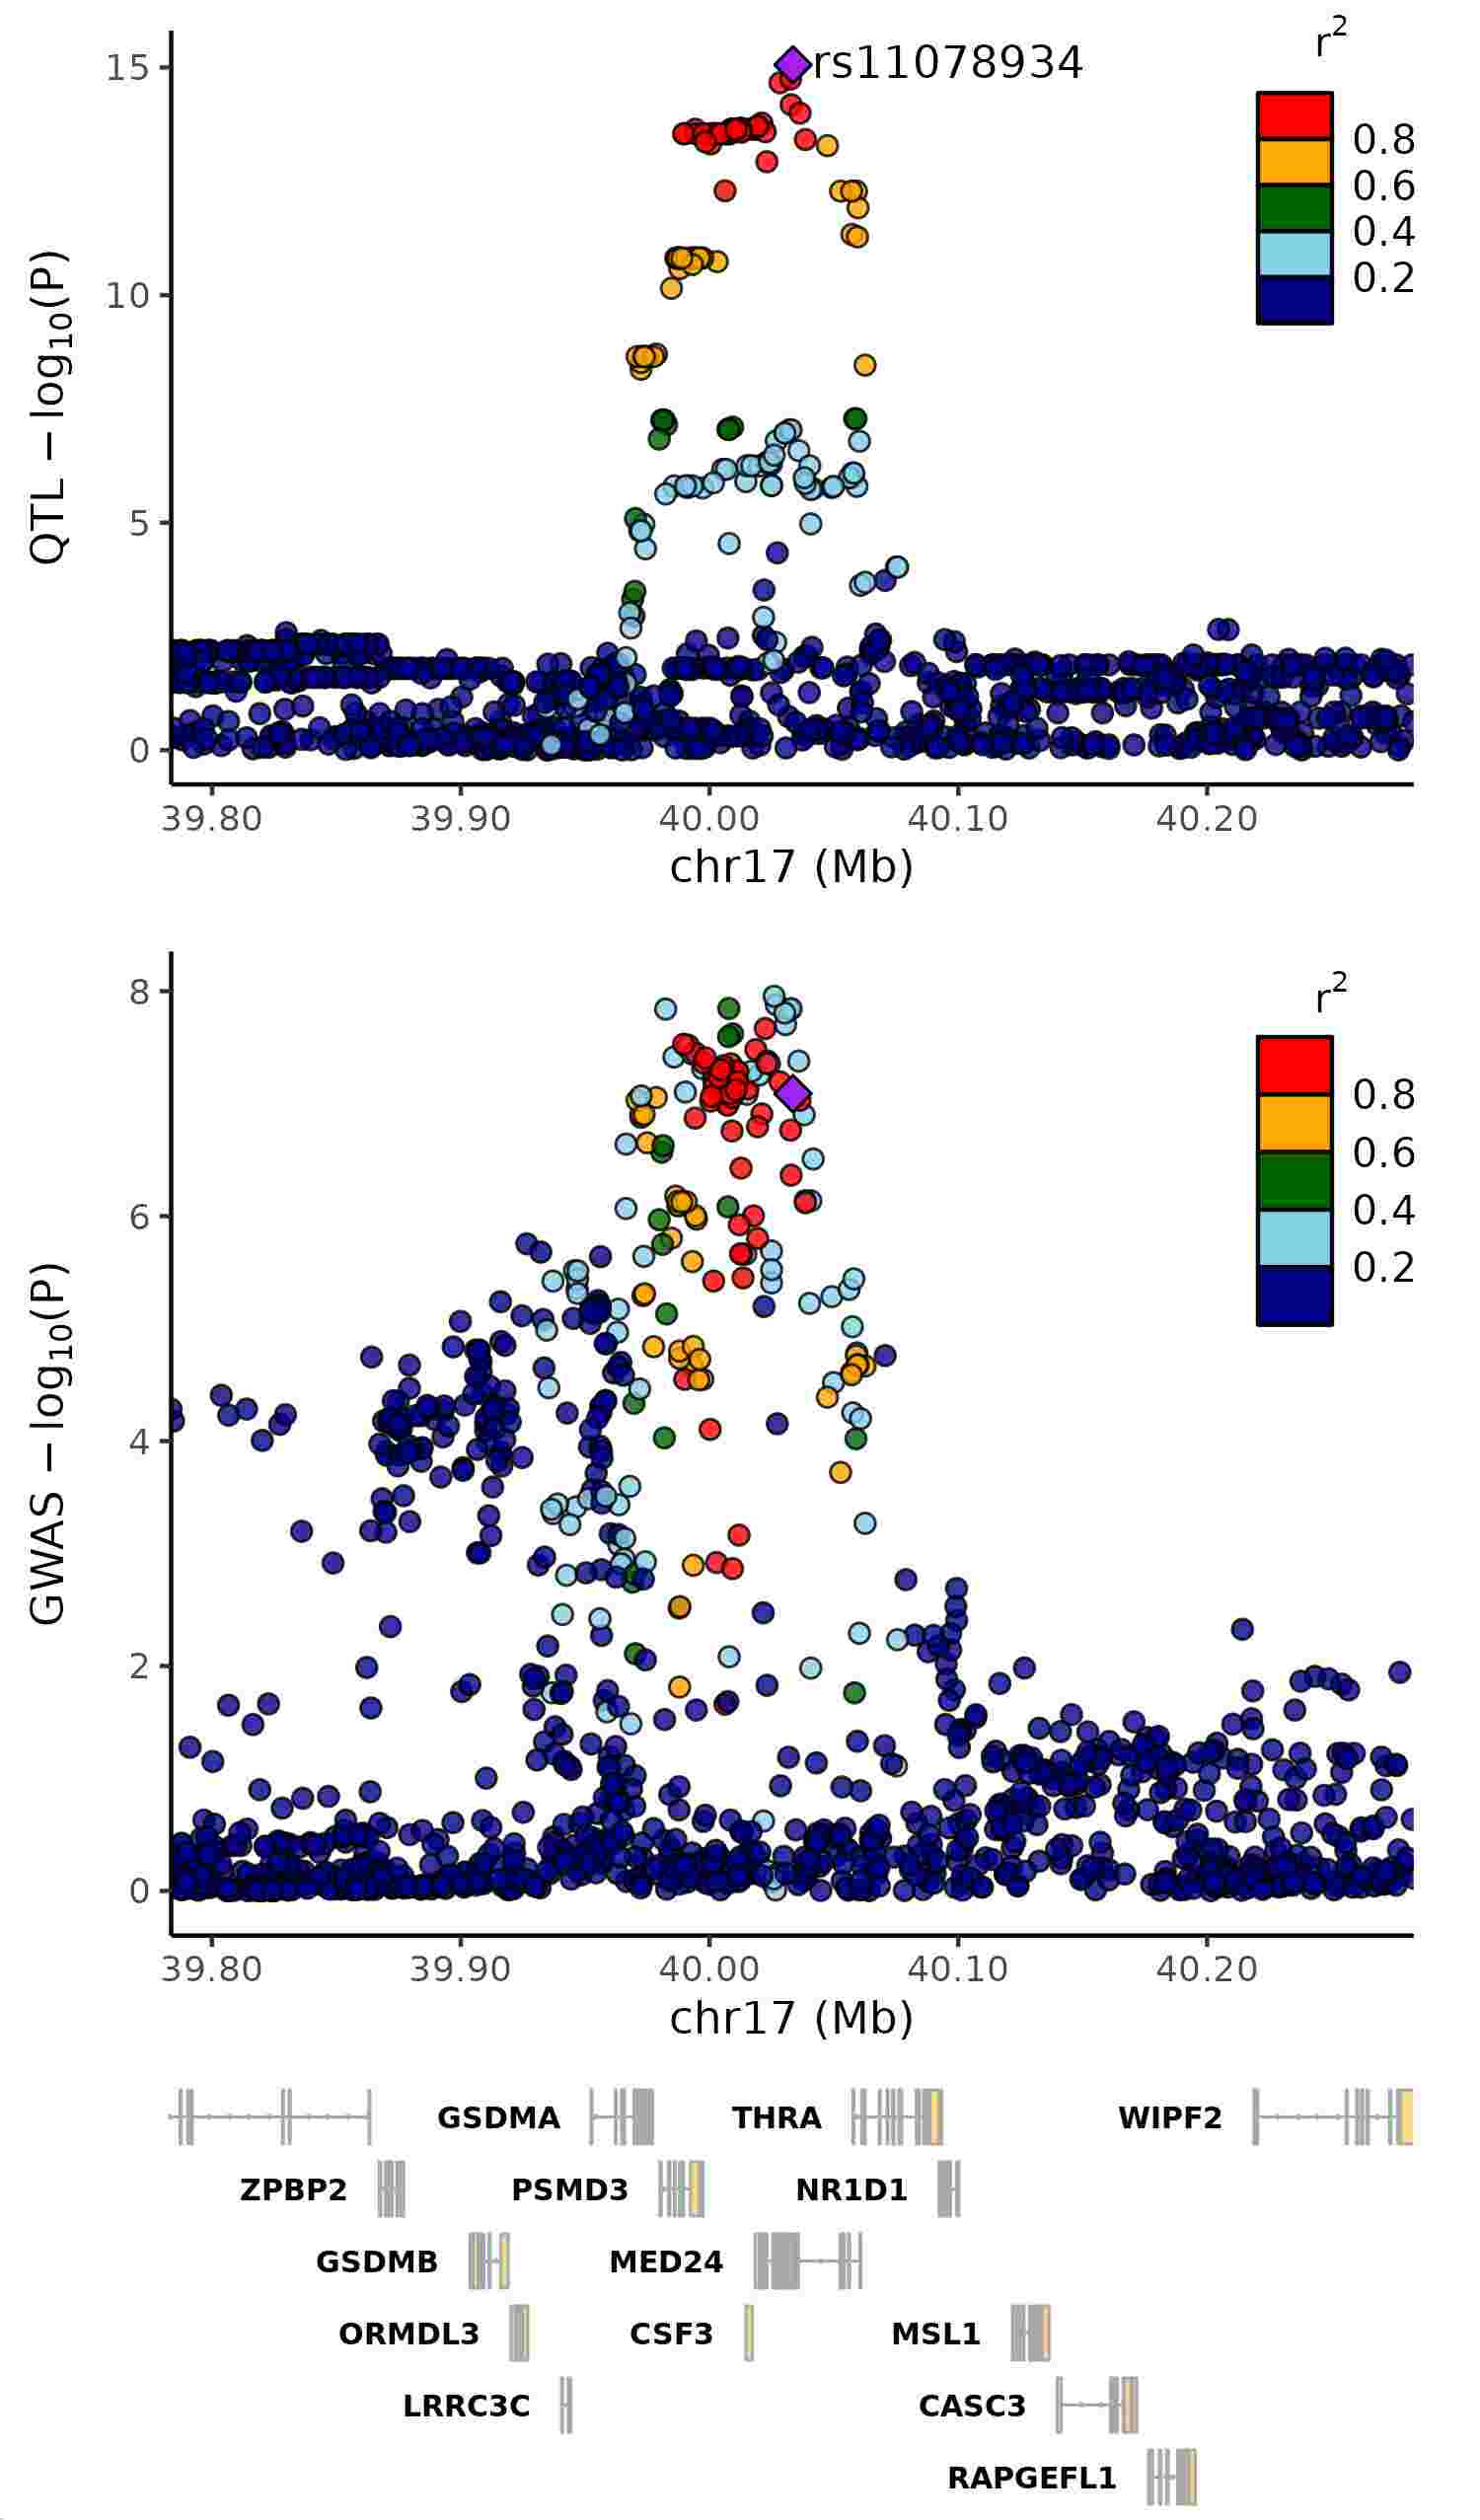 r²
15
rs11078934
0.8
0.6
0.4
0.2
10
5
0
QTL −log₁₀(P)
39.80 39.90 40.00 40.10 40.20
chr17 (Mb)
r²
8
0.8
0.6
0.4
0.2
6
4
2
0
GWAS −log₁₀(P)
39.80 39.90 40.00 40.10 40.20
chr17 (Mb)
GSDMA THRA WIPF2
ZPBP2 PSMD3 NR1D1
GSDMB MED24
ORMDL3 CSF3 MSL1
LRRC3C CASC3
RAPGEFL1